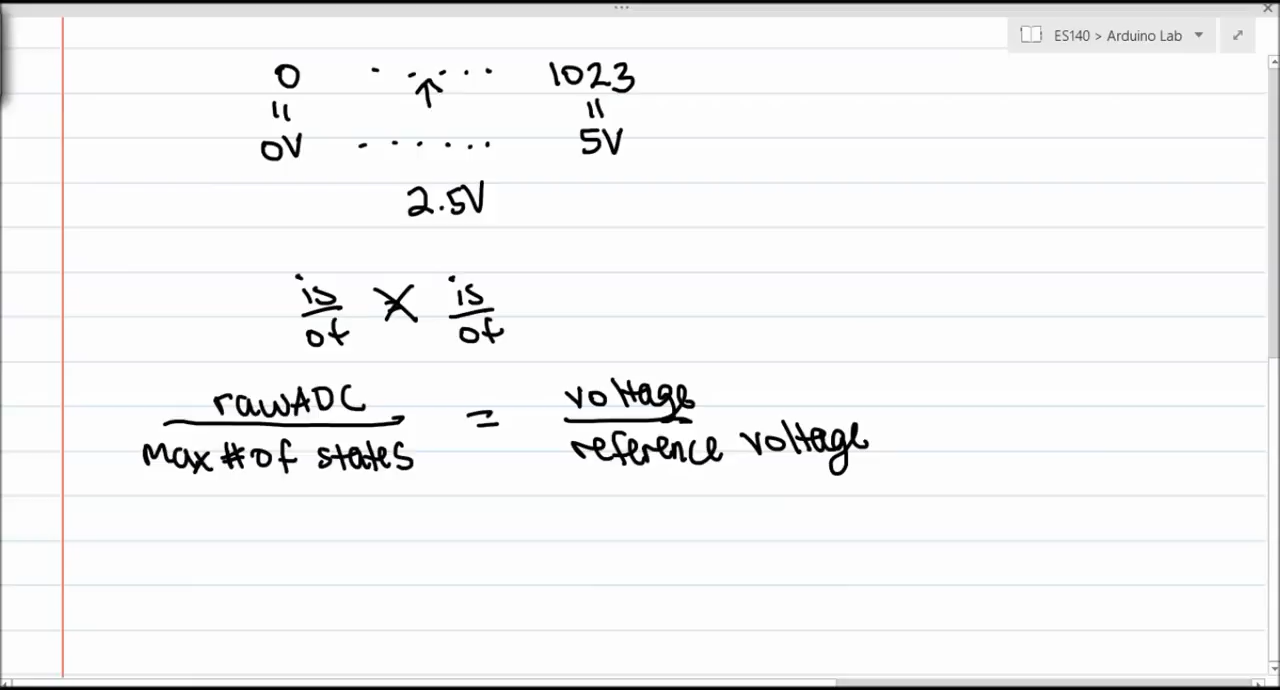 ES140 > Arduino Lab
0 . . . . . 1023
↑
= =
0V . . . . . . 5V
2.5V
is/of X is/of
rawADC/max # of states = voltage/reference voltage